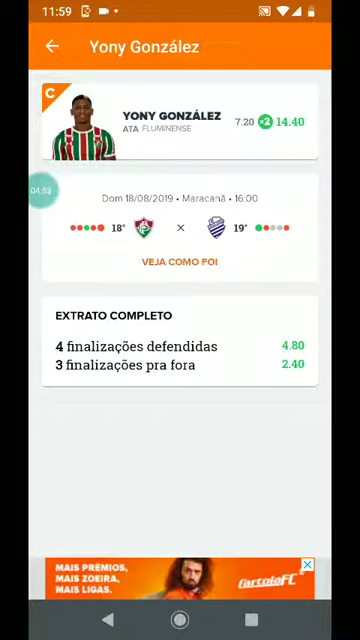 11:59
Yony González
C
YONY GONZÁLEZ
ATA FLUMINENSE
7.20 x2 14.40
04:53
Dom 18/08/2019 • Maracanã • 16:00
18° × 19°
VEJA COMO FOI
EXTRATO COMPLETO
4 finalizações defendidas 4.80
3 finalizações pra fora 2.40
MAIS PRÊMIOS,
MAIS ZOEIRA,
MAIS LIGAS.
CartolaFC